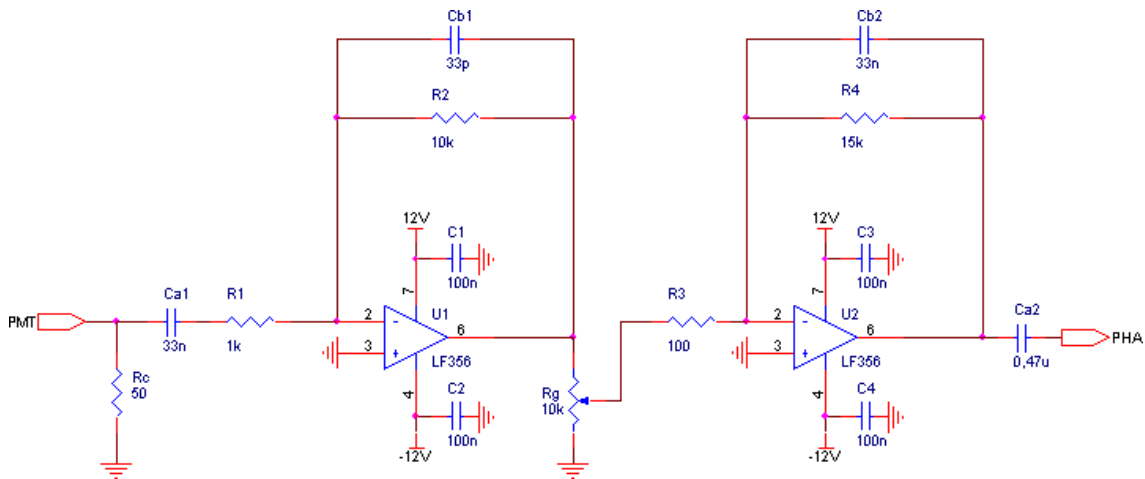 Cb1
33p
R2
10k
Cb2
33n
R4
15k
12V
C1
100n
7
12V
C3
100n
7
PMT
Ca1
33n
R1
1k
2
-
3
+
U1
6
LF356
4
C2
100n
-12V
Rc
50
Rg
10k
R3
100
2
-
3
+
U2
6
LF356
4
C4
100n
-12V
Ca2
0,47u
PHA